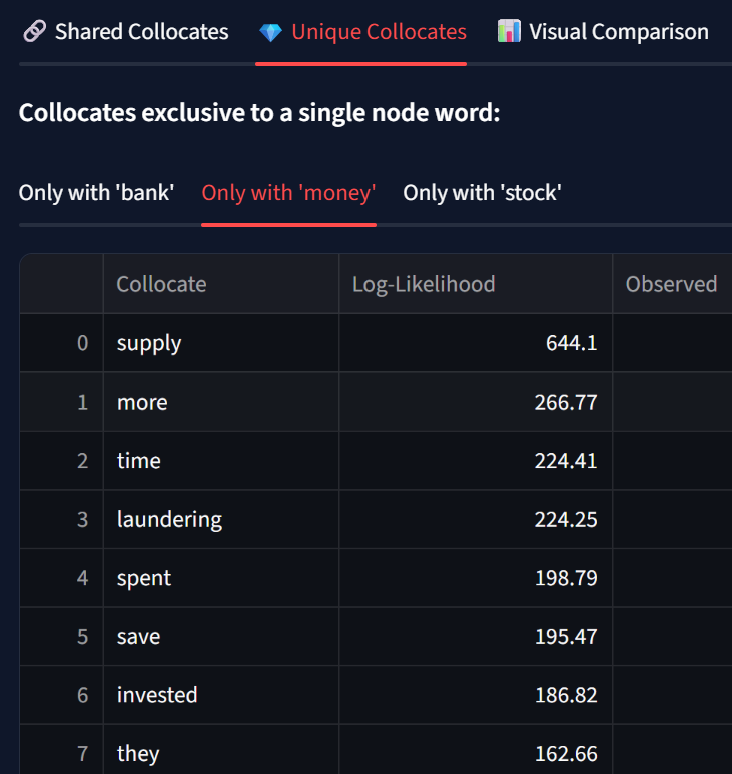 Shared Collocates Unique Collocates Visual Comparison
Collocates exclusive to a single node word:
Only with 'bank' Only with 'money' Only with 'stock'
Collocate Log-Likelihood Observed
0 supply 644.1
1 more 266.77
2 time 224.41
3 laundering 224.25
4 spent 198.79
5 save 195.47
6 invested 186.82
7 they 162.66